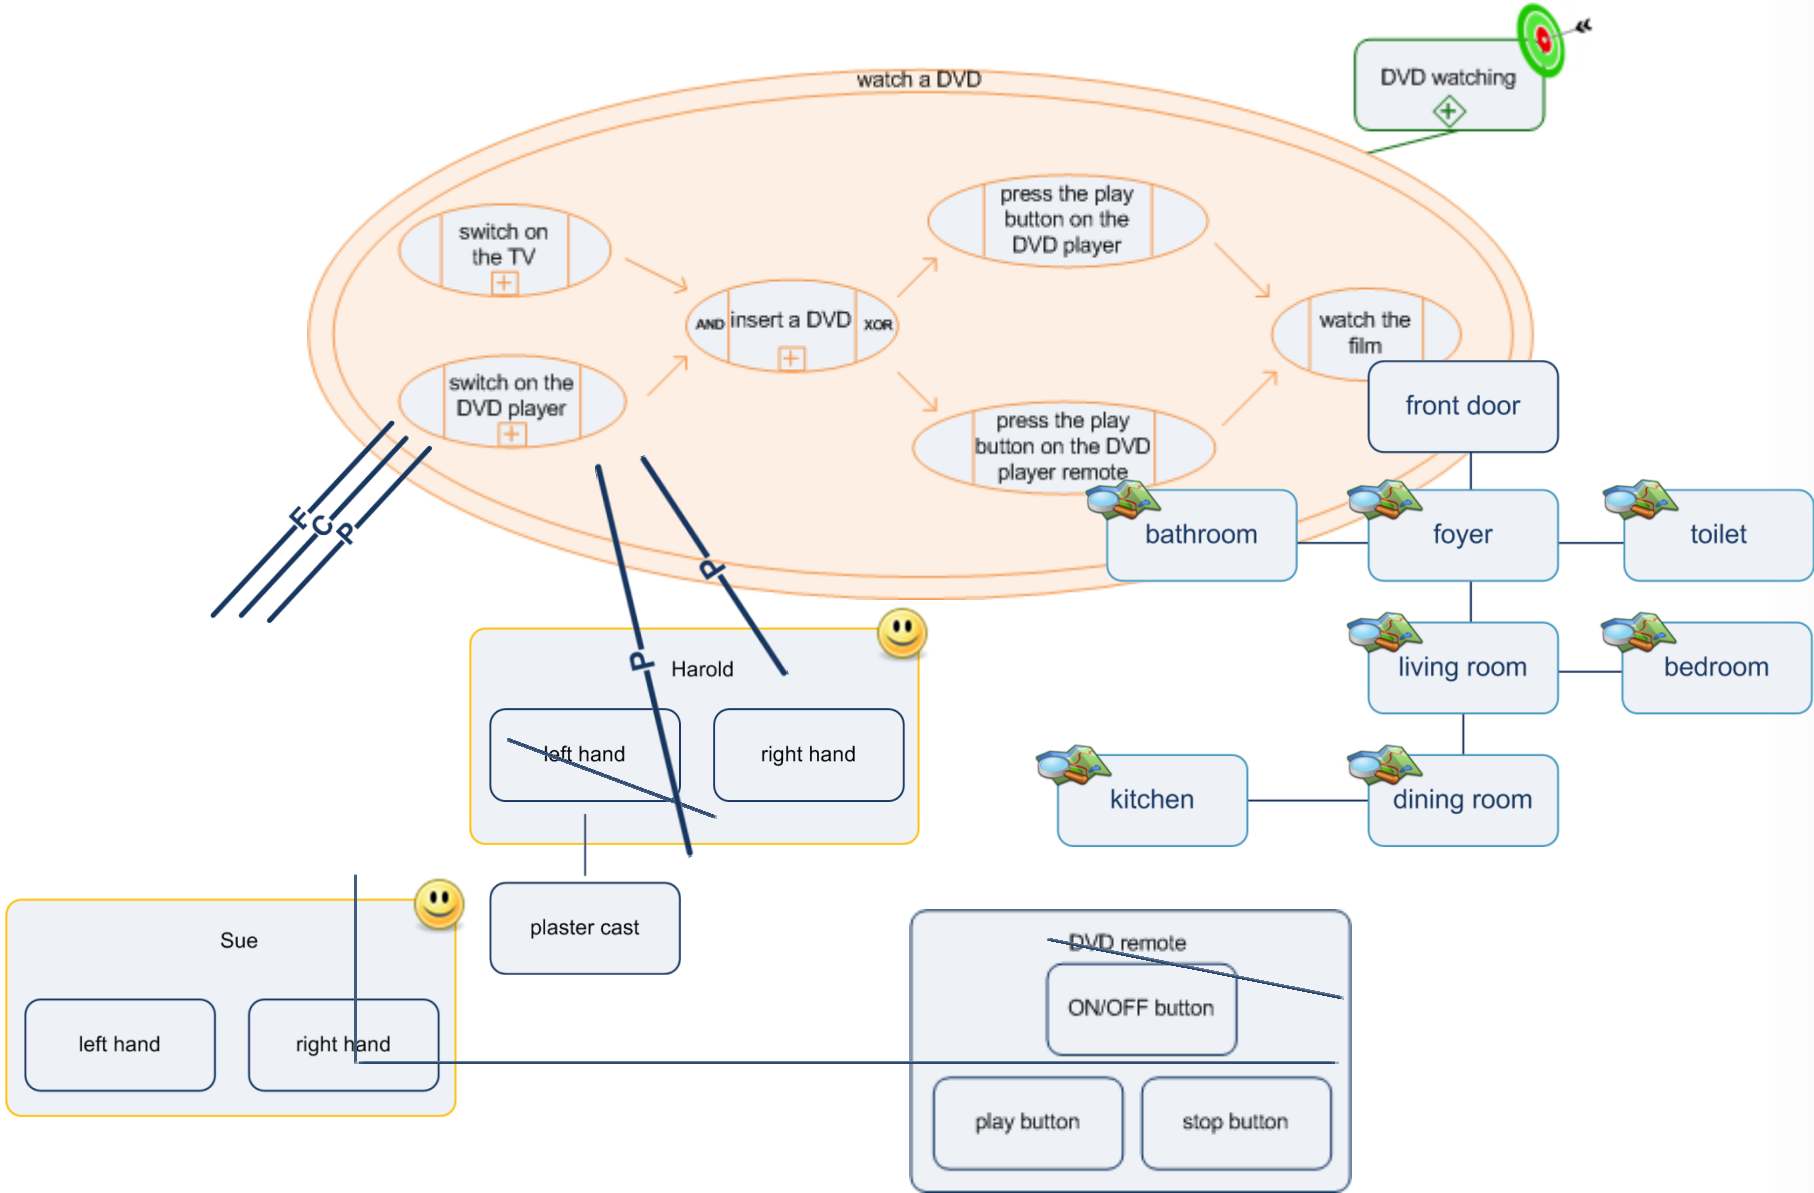 watch a DVD
DVD watching
switch on
the TV
press the play
button on the
DVD player
AND
insert a DVD
XOR
watch the
film
switch on the
DVD player
press the play
button on the DVD
player remote
front door
F
C
P
P
P
bathroom
foyer
toilet
Harold
living room
bedroom
left hand
right hand
kitchen
dining room
plaster cast
Sue
DVD remote
ON/OFF button
left hand
right hand
play button
stop button